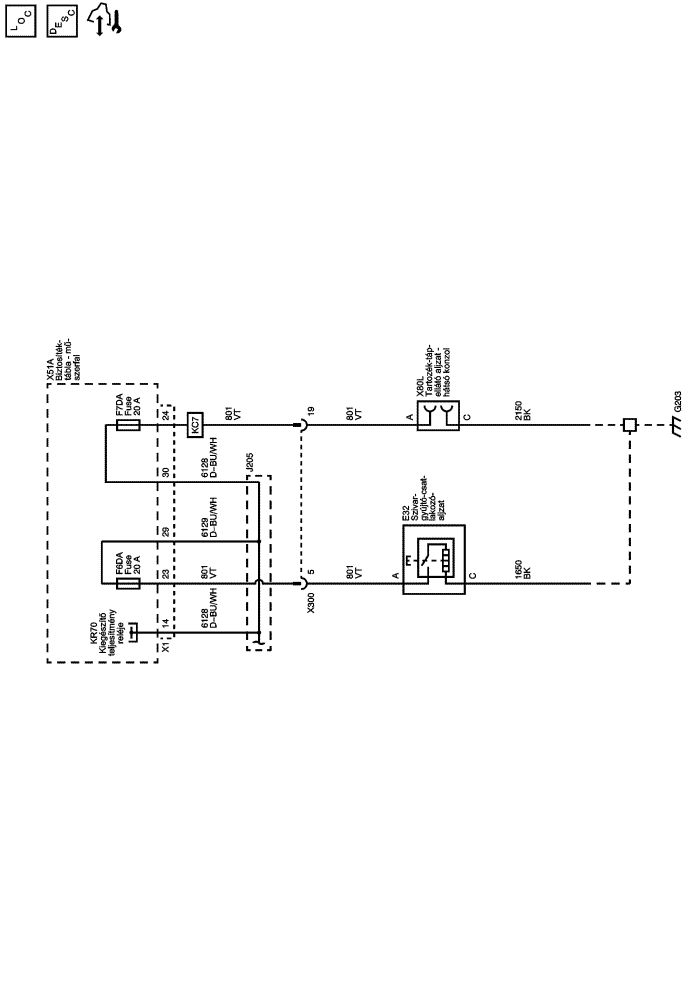 LOC
DESC
X51A
Biztosíték-
tábla - mű-
szerfal
KR70
Kiegészítő
teljesítmény
reléje
F6DA
Fuse
20 A
F7DA
Fuse
20 A
X1
14
23
29
30
24
KC7
6128
D-BU/WH
801
VT
6129
D-BU/WH
6128
D-BU/WH
801
VT
J205
X300
5
19
801
VT
801
VT
A
A
E32
Szivar-
gyújtó-csat-
lakozó-
aljzat
X80L
Tartozék-táp-
ellátó aljzat -
hátsó konzol
C
C
1650
BK
2150
BK
G203